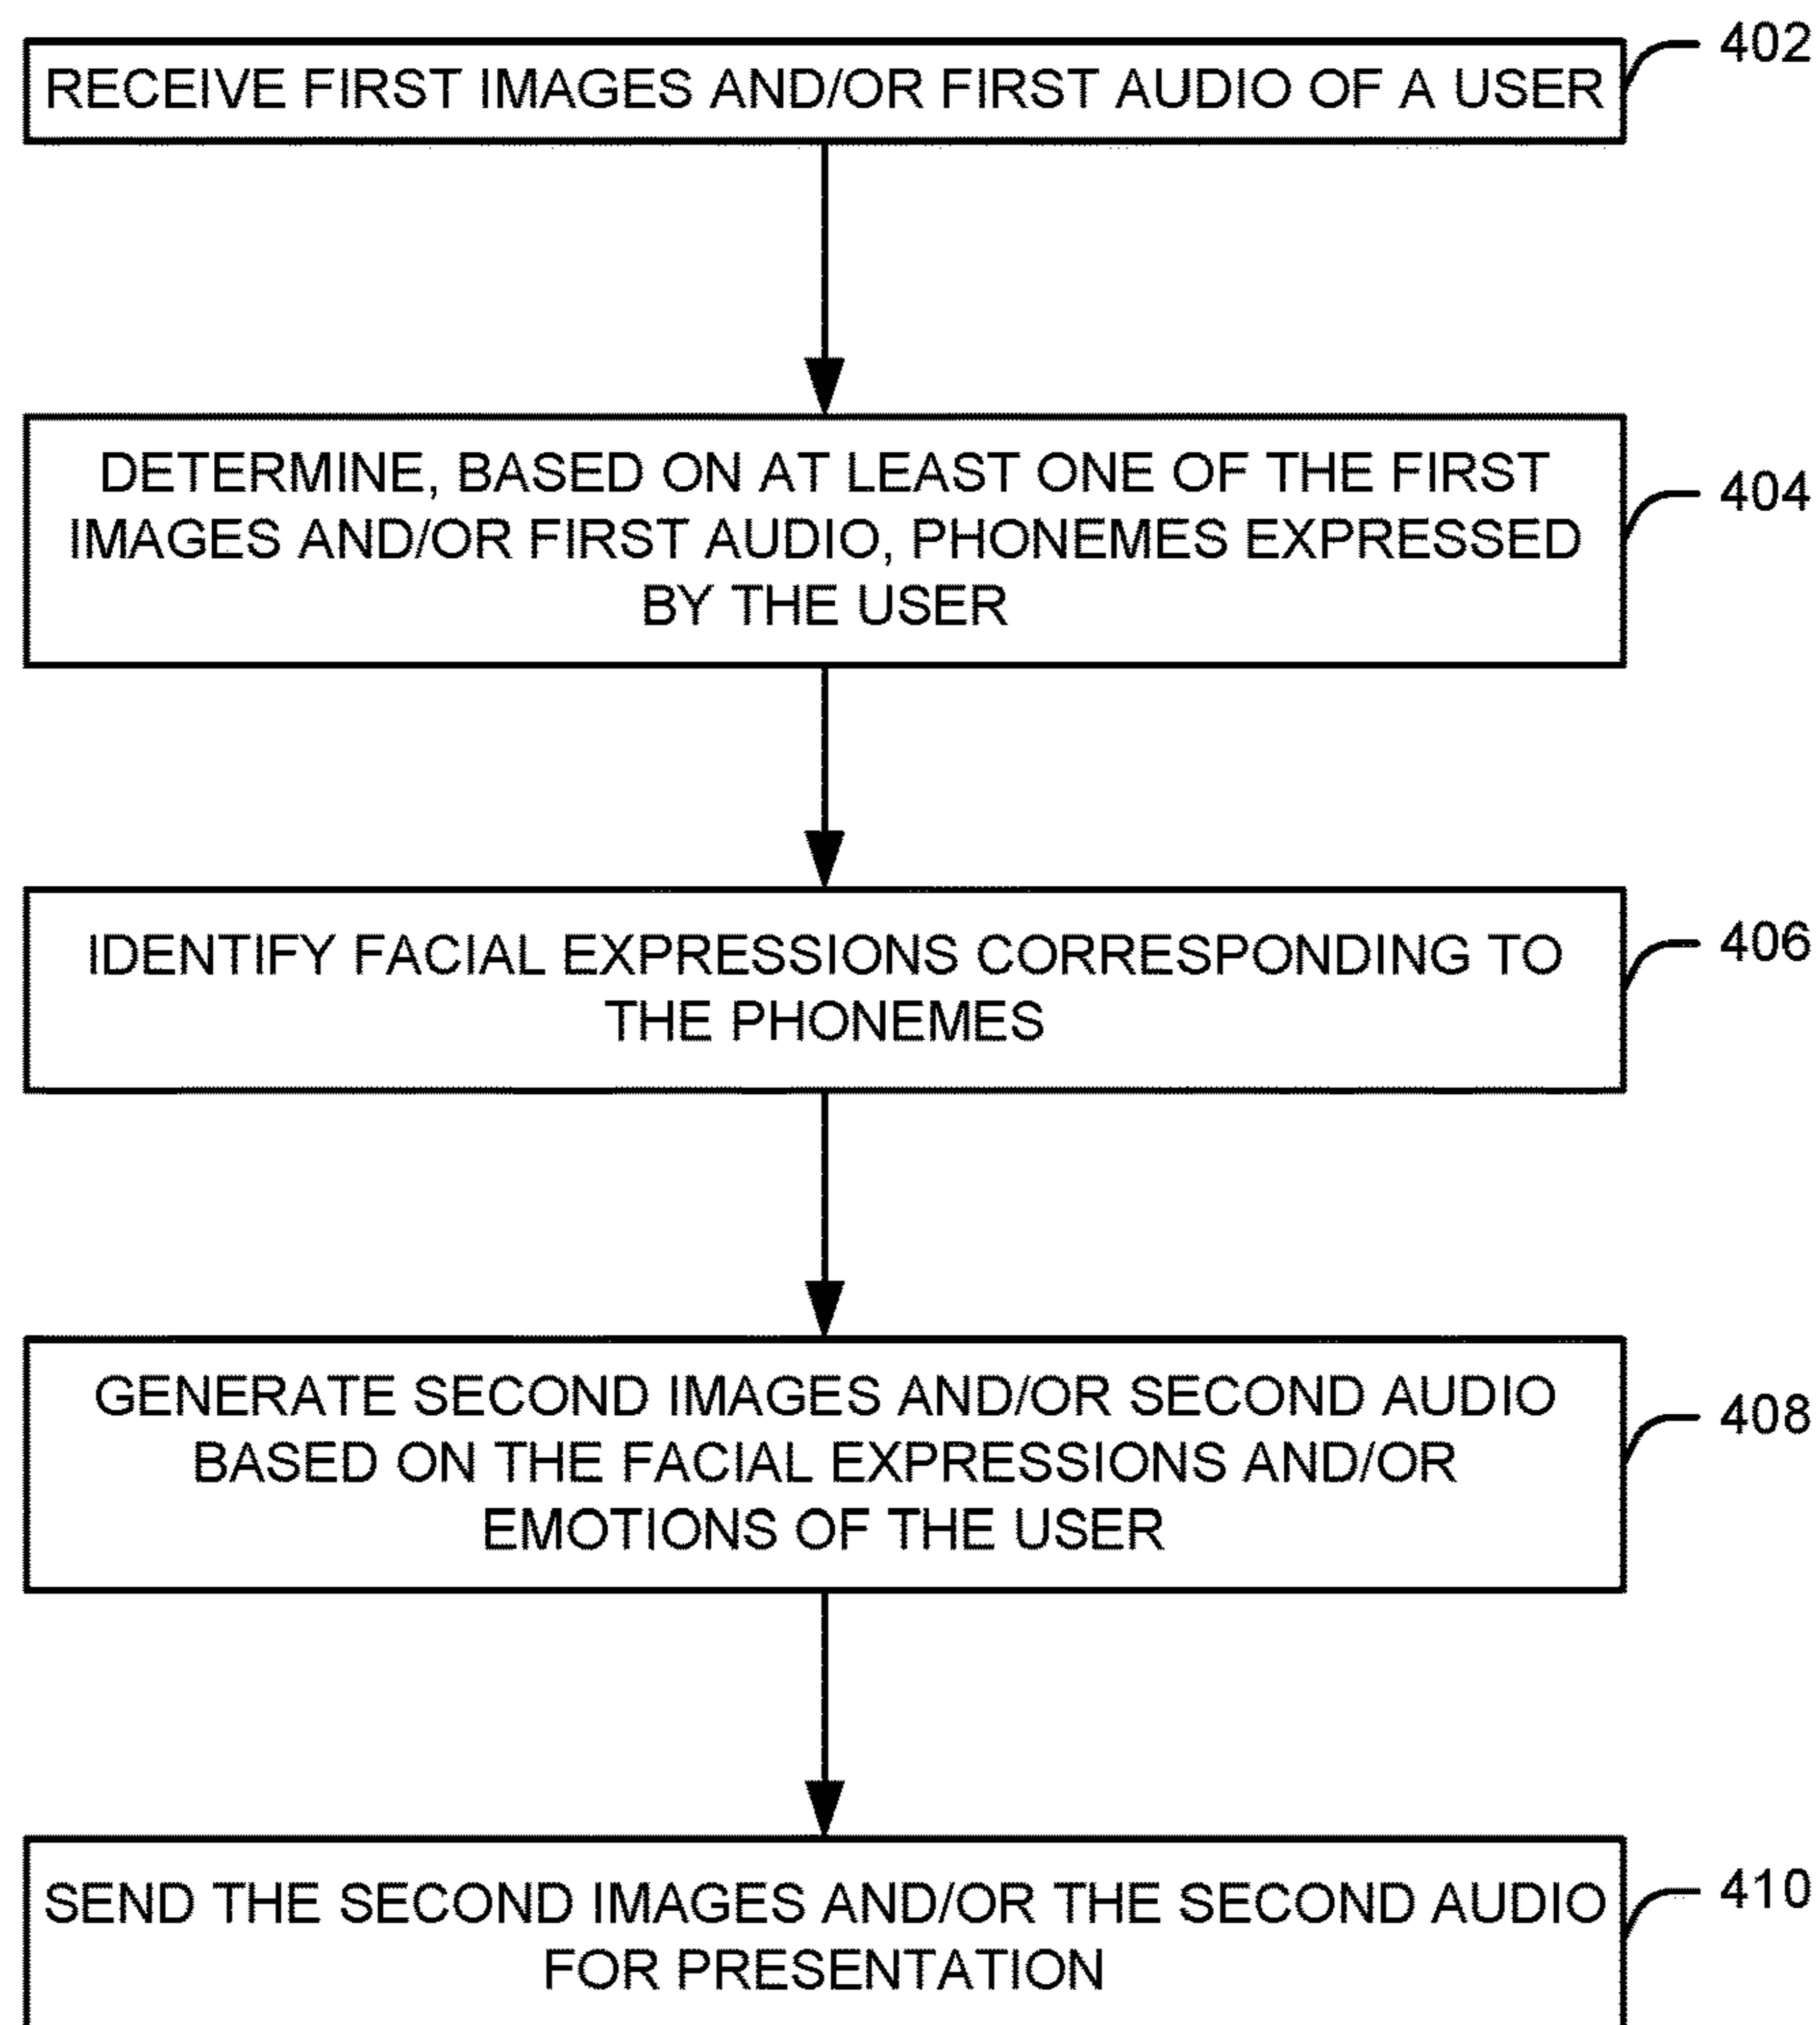 RECEIVE FIRST IMAGES AND/OR FIRST AUDIO OF A USER
402
DETERMINE, BASED ON AT LEAST ONE OF THE FIRST
IMAGES AND/OR FIRST AUDIO, PHONEMES EXPRESSED
BY THE USER
404
IDENTIFY FACIAL EXPRESSIONS CORRESPONDING TO
THE PHONEMES
406
GENERATE SECOND IMAGES AND/OR SECOND AUDIO
BASED ON THE FACIAL EXPRESSIONS AND/OR
EMOTIONS OF THE USER
408
SEND THE SECOND IMAGES AND/OR THE SECOND AUDIO
FOR PRESENTATION
410